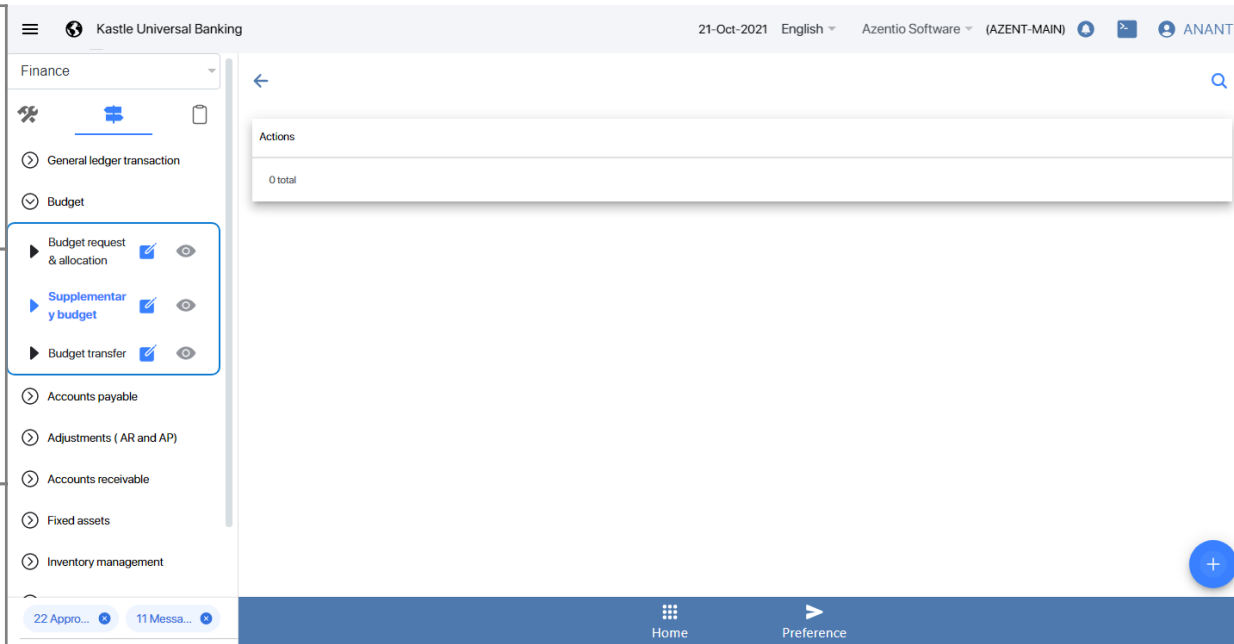 Kastle Universal Banking
21-Oct-2021 English Azentio Software (AZENT-MAIN) ANANT
Finance
General ledger transaction
Budget
Budget request
& allocation
Supplementar
y budget
Budget transfer
Accounts payable
Adjustments ( AR and AP)
Accounts receivable
Fixed assets
Inventory management
22 Appro...
11 Messa...
Actions
0 total
Home
Preference